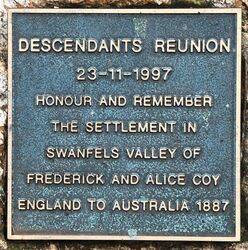 DESCENDANTS REUNION
23-11-1997
HONOUR AND REMEMBER
THE SETTLEMENT IN
SWANFELS VALLEY OF
FREDERICK AND ALICE COY
ENGLAND TO AUSTRALIA 1887